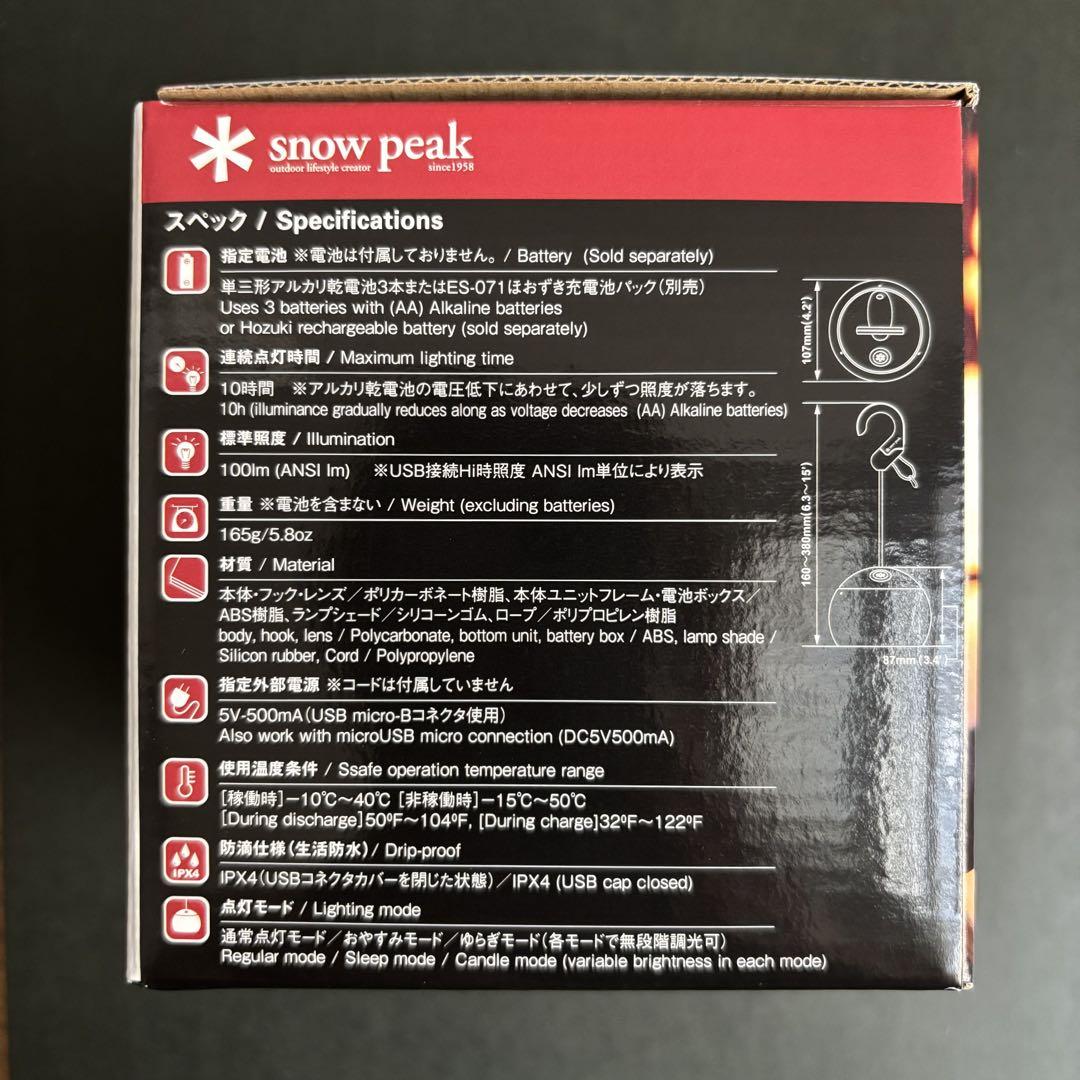 snow peak
outdoor lifestyle creator since1958
スペック / Specifications
指定電池 ※電池は付属しておりません。 / Battery (Sold separately)
単三形アルカリ乾電池3本またはES-071ほおずき充電池パック(別売)
Uses 3 batteries with (AA) Alkaline batteries
or Hozuki rechargeable battery (sold separately)
連続点灯時間 / Maximum lighting time
10時間 ※アルカリ乾電池の電圧低下にあわせて、少しずつ照度が落ちます。
10h (illuminance gradually reduces along as voltage decreases (AA) Alkaline batteries)
標準照度 / Illumination
100lm (ANSI lm) ※USB接続Hi時照度 ANSI lm単位により表示
重量 ※電池を含まない / Weight (excluding batteries)
165g/5.8oz
材質 / Material
本体・フック・レンズ／ポリカーボネート樹脂、本体ユニットフレーム・電池ボックス／
ABS樹脂、ランプシェード／シリコーンゴム、ロープ／ポリプロピレン樹脂
body, hook, lens / Polycarbonate, bottom unit, battery box / ABS, lamp shade /
Silicon rubber, Cord / Polypropylene
指定外部電源 ※コードは付属していません
5V-500mA(USB micro-Bコネクタ使用)
Also work with microUSB micro connection (DC5V500mA)
使用温度条件 / Ssafe operation temperature range
[稼働時]－10℃～40℃ [非稼働時]－15℃～50℃
[During discharge]50ºF～104ºF, [During charge]32ºF～122ºF
IPX4
防滴仕様(生活防水) / Drip-proof
IPX4(USBコネクタカバーを閉じた状態)／IPX4 (USB cap closed)
点灯モード / Lighting mode
通常点灯モード／おやすみモード／ゆらぎモード(各モードで無段階調光可)
Regular mode / Sleep mode / Candle mode (variable brightness in each mode)
107mm(4.2")
160～380mm(6.3～15")
87mm(3.4")